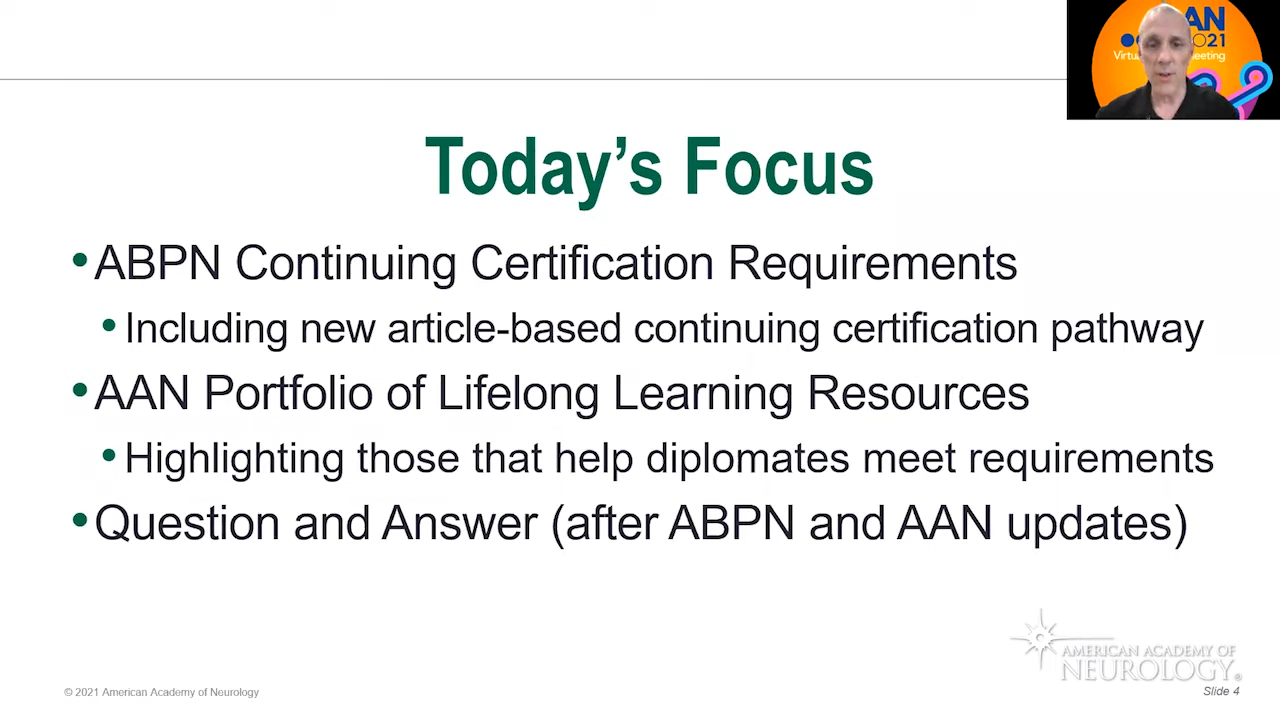 Today's Focus
•ABPN Continuing Certification Requirements
•Including new article-based continuing certification pathway
•AAN Portfolio of Lifelong Learning Resources
•Highlighting those that help diplomates meet requirements
•Question and Answer (after ABPN and AAN updates)
AMERICAN ACADEMY OF
NEUROLOGY®
© 2021 American Academy of Neurology
Slide 4